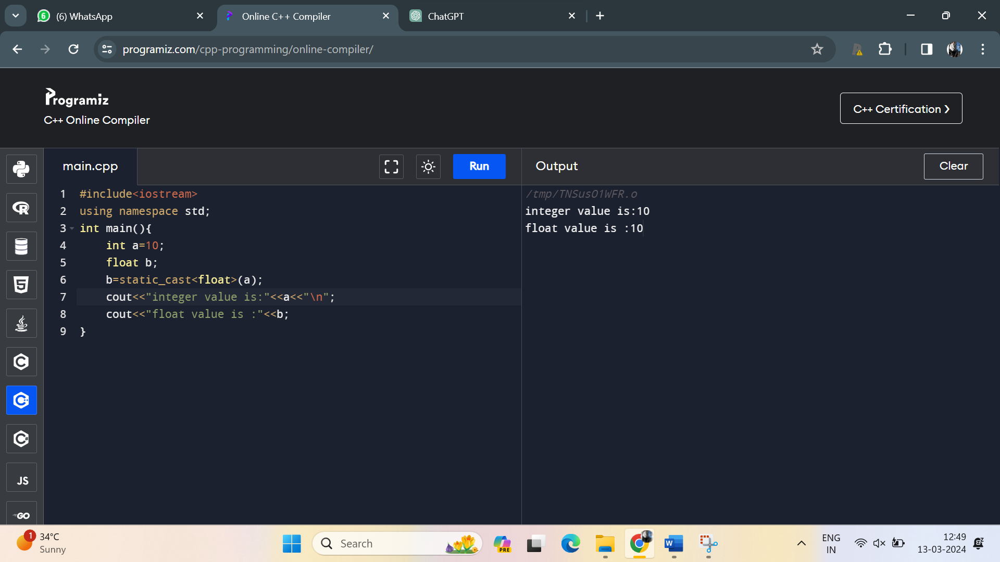 (6) WhatsApp
Online C++ Compiler
ChatGPT
programiz.com/cpp-programming/online-compiler/
Programiz
C++ Online Compiler
C++ Certification ❯
main.cpp
Run
Output
Clear
1 #include<iostream>
2 using namespace std;
3 int main(){
4 int a=10;
5 float b;
6 b=static_cast<float>(a);
7 cout<<"integer value is:"<<a<<"\n";
8 cout<<"float value is :"<<b;
9 }
/tmp/TNSusO1WFR.o
integer value is:10
float value is :10
JS
GO
1
34°C
Sunny
Search
PRE
ENG
IN
12:49
13-03-2024